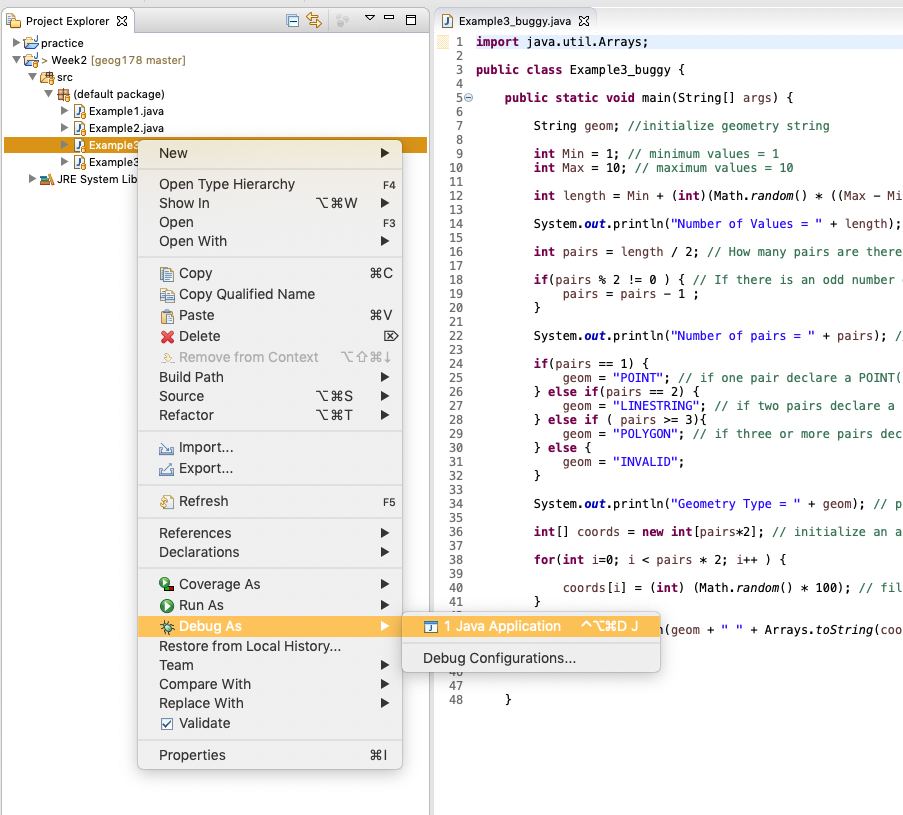 Project Explorer
practice
> Week2 [geog178 master]
src
(default package)
Example1.java
Example2.java
Example3
Example3
JRE System Lib
New
Open Type Hierarchy F4
Show In ⌥⌘W
Open F3
Open With
Copy ⌘C
Copy Qualified Name
Paste ⌘V
Delete ⌦
Remove from Context ⌥⇧⌘↓
Build Path
Source ⌥⌘S
Refactor ⌥⌘T
Import...
Export...
Refresh F5
References
Declarations
Coverage As
Run As
Debug As
Restore from Local History...
Team
Compare With
Replace With
Validate
Properties ⌘I
1 Java Application ^⌥⌘D J
Debug Configurations...
Example3_buggy.java
1 import java.util.Arrays;
2
3 public class Example3_buggy {
4
5 public static void main(String[] args) {
6
7 String geom; //initialize geometry string
8
9 int Min = 1; // minimum values = 1
10 int Max = 10; // maximum values = 10
11
12 int length = Min + (int)(Math.random() * ((Max - Mi
13
14 System.out.println("Number of Values = " + length);
15
16 int pairs = length / 2; // How many pairs are there
17
18 if(pairs % 2 != 0 ) { // If there is an odd number
19 pairs = pairs - 1 ;
20 }
21
22 System.out.println("Number of pairs = " + pairs); //
23
24 if(pairs == 1) {
25 geom = "POINT"; // if one pair declare a POINT(
26 } else if(pairs == 2) {
27 geom = "LINESTRING"; // if two pairs declare a
28 } else if ( pairs >= 3){
29 geom = "POLYGON"; // if three or more pairs dec
30 } else {
31 geom = "INVALID";
32 }
33
34 System.out.println("Geometry Type = " + geom); // p
35
36 int[] coords = new int[pairs*2]; // initialize an a
37
38 for(int i=0; i < pairs * 2; i++ ) {
39
40 coords[i] = (int) (Math.random() * 100); // fil
41 }
(geom + " " + Arrays.toString(coo
47
48 }